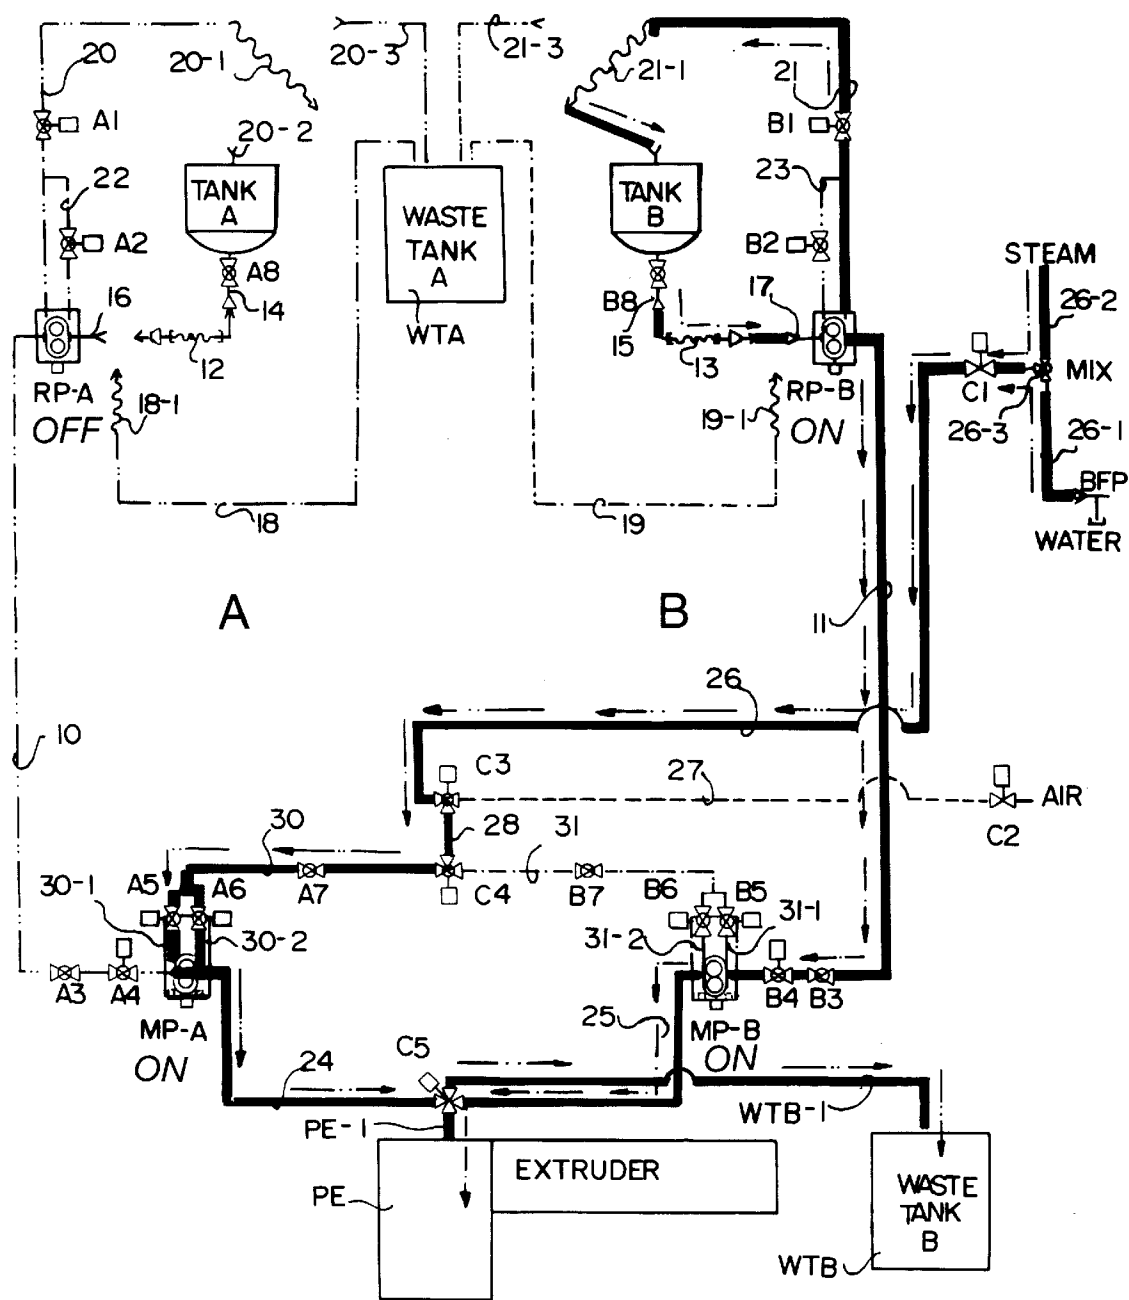 20
20-1
20-3
21-3
21-1
21
A1
20-2
B1
22
TANK
A
WASTE
TANK
A
TANK
B
23
A2
B2
STEAM
A8
16
14
WTA
B8
15
17
26-2
12
13
C1
MIX
RP-A
18-1
RP-B
19-1
26-3
26-1
OFF
ON
BFP
18
19
WATER
A
B
11
26
10
C3
27
AIR
28
C2
30
31
A5
A6
A7
C4
B7
B6
B5
30-1
30-2
31-2
31-1
A3
A4
B4
B3
MP-A
25
MP-B
ON
C5
ON
24
WTB-1
PE-1
EXTRUDER
PE
WASTE
TANK
B
WTB